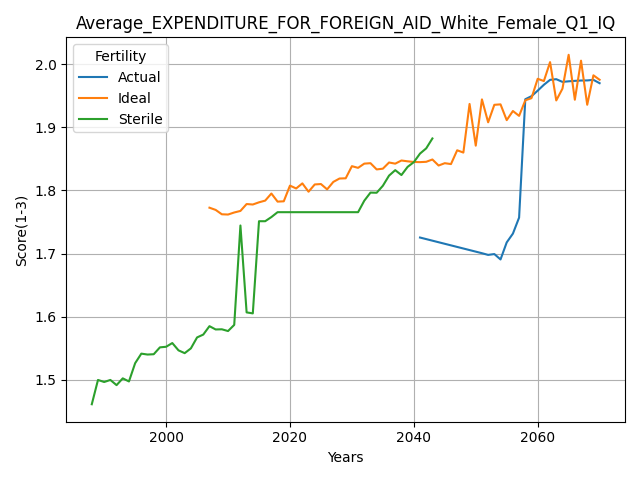 Average_EXPENDITURE_FOR_FOREIGN_AID_White_Female_Q1_IQ
Fertility
Actual
Ideal
Sterile
Score(1-3)
2.0
1.9
1.8
1.7
1.6
1.5
2000
2020
2040
2060
Years